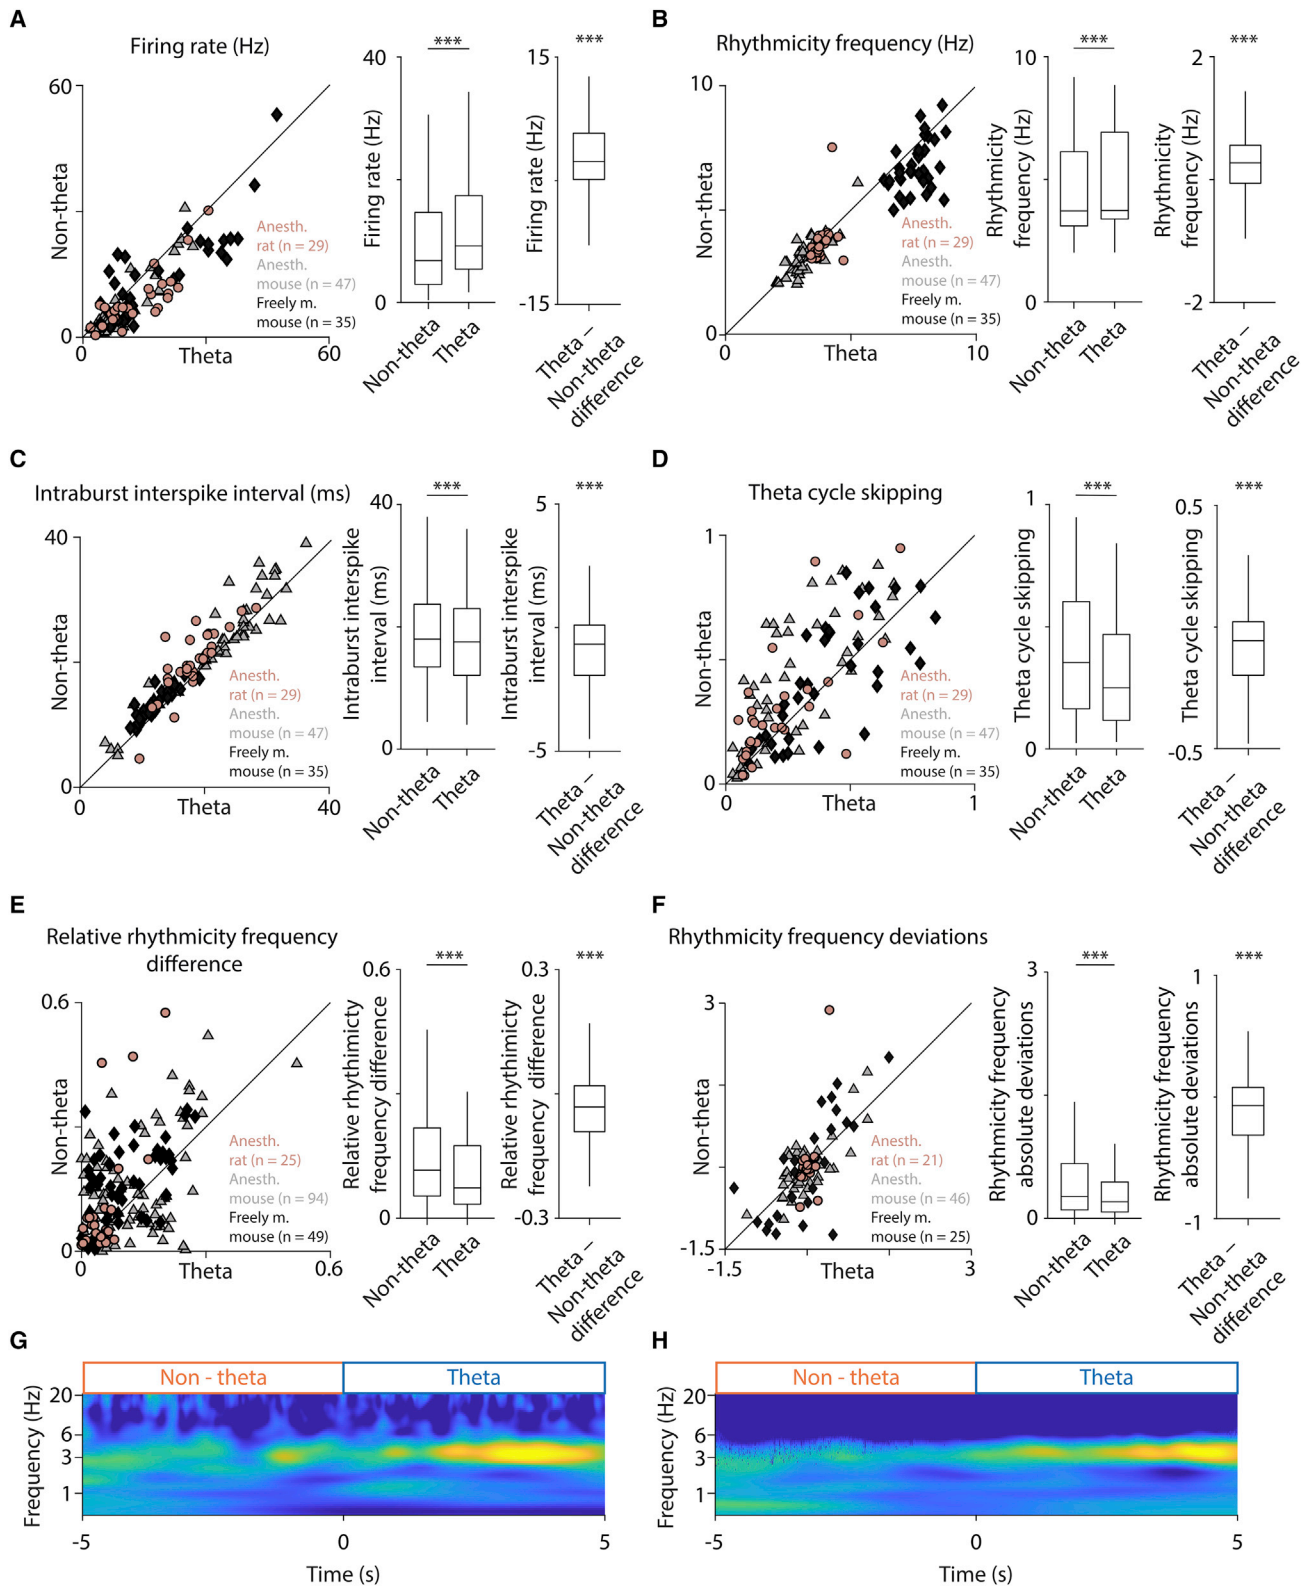 A
Firing rate (Hz)
60
Non-theta
0
0
Theta
60
Anesth.
rat (n = 29)
Anesth.
mouse (n = 47)
Freely m.
mouse (n = 35)
***
40
Firing rate (Hz)
0
Non-theta
Theta
***
15
Firing rate (Hz)
-15
Theta –
Non-theta
difference
B
Rhythmicity frequency (Hz)
10
Non-theta
0
0
Theta
10
Anesth.
rat (n = 29)
Anesth.
mouse (n = 47)
Freely m.
mouse (n = 35)
***
10
Rhythmicity
frequency (Hz)
0
Non-theta
Theta
***
2
Rhythmicity
frequency (Hz)
-2
Theta –
Non-theta
difference
C
Intraburst interspike interval (ms)
40
Non-theta
0
0
Theta
40
Anesth.
rat (n = 29)
Anesth.
mouse (n = 47)
Freely m.
mouse (n = 35)
***
40
Intraburst interspike
interval (ms)
0
Non-theta
Theta
***
5
Intraburst interspike
interval (ms)
-5
Theta –
Non-theta
difference
D
Theta cycle skipping
1
Non-theta
0
0
Theta
1
Anesth.
rat (n = 29)
Anesth.
mouse (n = 47)
Freely m.
mouse (n = 35)
***
1
Theta cycle skipping
0
Non-theta
Theta
***
0.5
Theta cycle skipping
-0.5
Theta –
Non-theta
difference
E
Relative rhythmicity frequency
difference
0.6
Non-theta
0
0
Theta
0.6
Anesth.
rat (n = 25)
Anesth.
mouse (n = 94)
Freely m.
mouse (n = 49)
***
0.6
Relative rhythimicty
frequency difference
0
Non-theta
Theta
***
0.3
Relative rhythimicty
frequency difference
-0.3
Theta –
Non-theta
difference
F
Rhythmicity frequency deviations
3
Non-theta
-1.5
-1.5
Theta
3
Anesth.
rat (n = 21)
Anesth.
mouse (n = 46)
Freely m.
mouse (n = 25)
***
3
Rhythmicity frequency
absolute deviations
0
Non-theta
Theta
***
1
Rhythmicity frequency
absolute deviations
-1
Theta –
Non-theta
difference
G
Non - theta
Theta
Frequency (Hz)
20
6
3
1
-5
0
5
Time (s)
H
Non - theta
Theta
Frequency (Hz)
20
6
3
1
-5
0
5
Time (s)